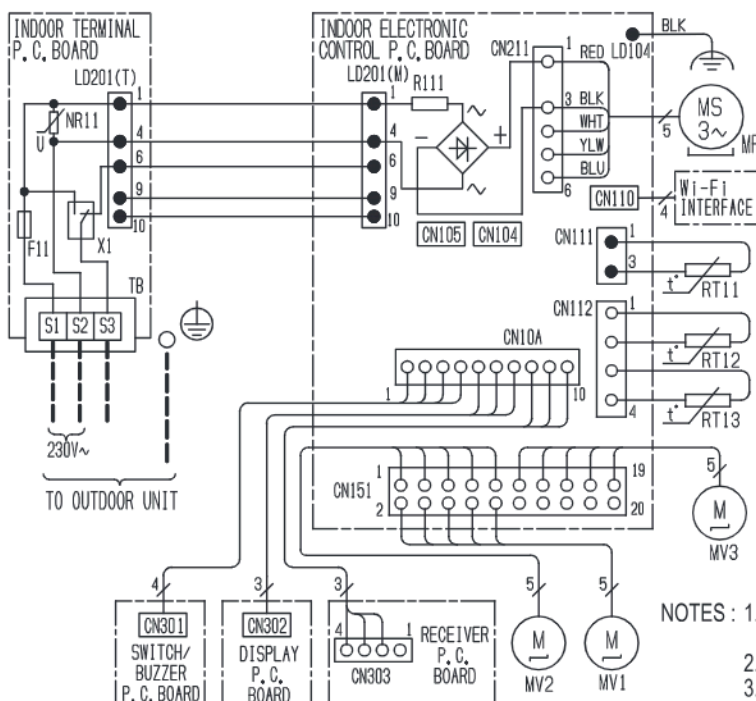 INDOOR TERMINAL
P. C. BOARD
LD201(T)
1
4
6
9
10
NR11
U
F11
X1
TB
S1 S2 S3
230V~
TO OUTDOOR UNIT
INDOOR ELECTRONIC
CONTROL P. C. BOARD
LD201(M)
1
4
6
9
10
R111
~
~
−
+
CN211
1
3
6
RED
BLK
WHT
YLW
BLU
LD104
BLK
5
MS
3~
CN110
4
Wi-Fi
INTERFACE
CN105
CN104
CN111
1
3
t°
RT11
CN112
1
4
t°
RT12
t°
RT13
CN10A
1
10
CN151
1
2
19
20
5
M
MV3
4
CN301
SWITCH/
BUZZER
P. C. BOARD
3
CN302
DISPLAY
P. C.
BOARD
3
4
1
CN303
RECEIVER
P. C.
BOARD
5
M
MV2
5
M
MV1
NOTES : 1.
2.
3.